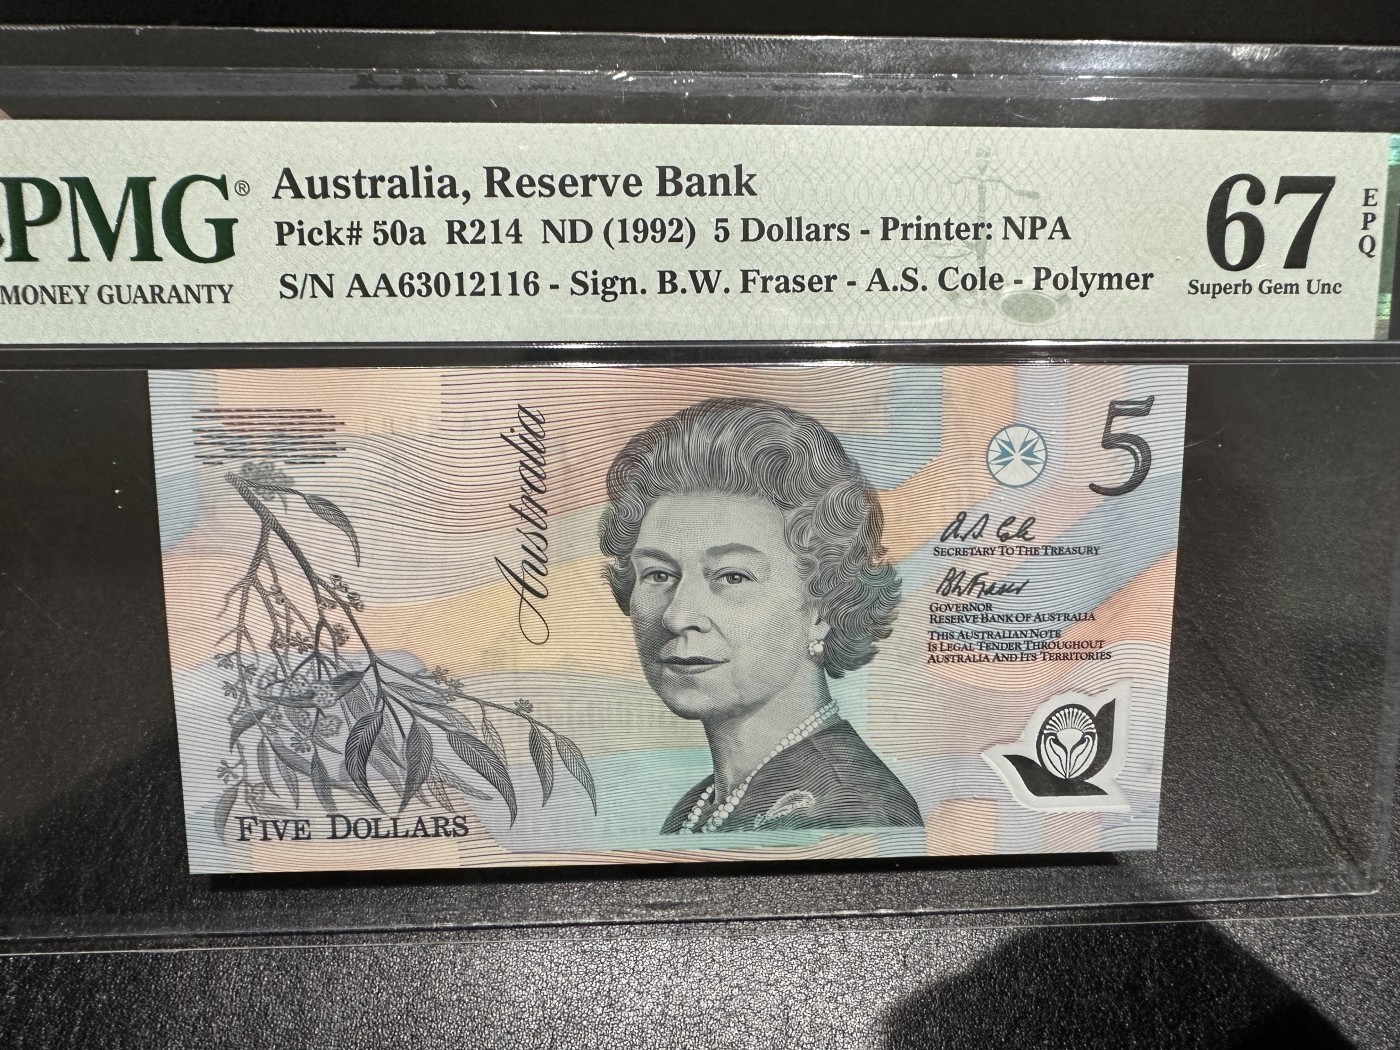 PMG®
MONEY GUARANTY
Australia, Reserve Bank
Pick# 50a R214 ND (1992) 5 Dollars - Printer: NPA
S/N AA63012116 - Sign. B.W. Fraser - A.S. Cole - Polymer
67
EPQ
Superb Gem Unc
Australia
5
A.S. Cole
SECRETARY TO THE TREASURY
BWFraser
GOVERNOR
RESERVE BANK OF AUSTRALIA
THIS AUSTRALIAN NOTE
IS LEGAL TENDER THROUGHOUT
AUSTRALIA AND ITS TERRITORIES
FIVE DOLLARS